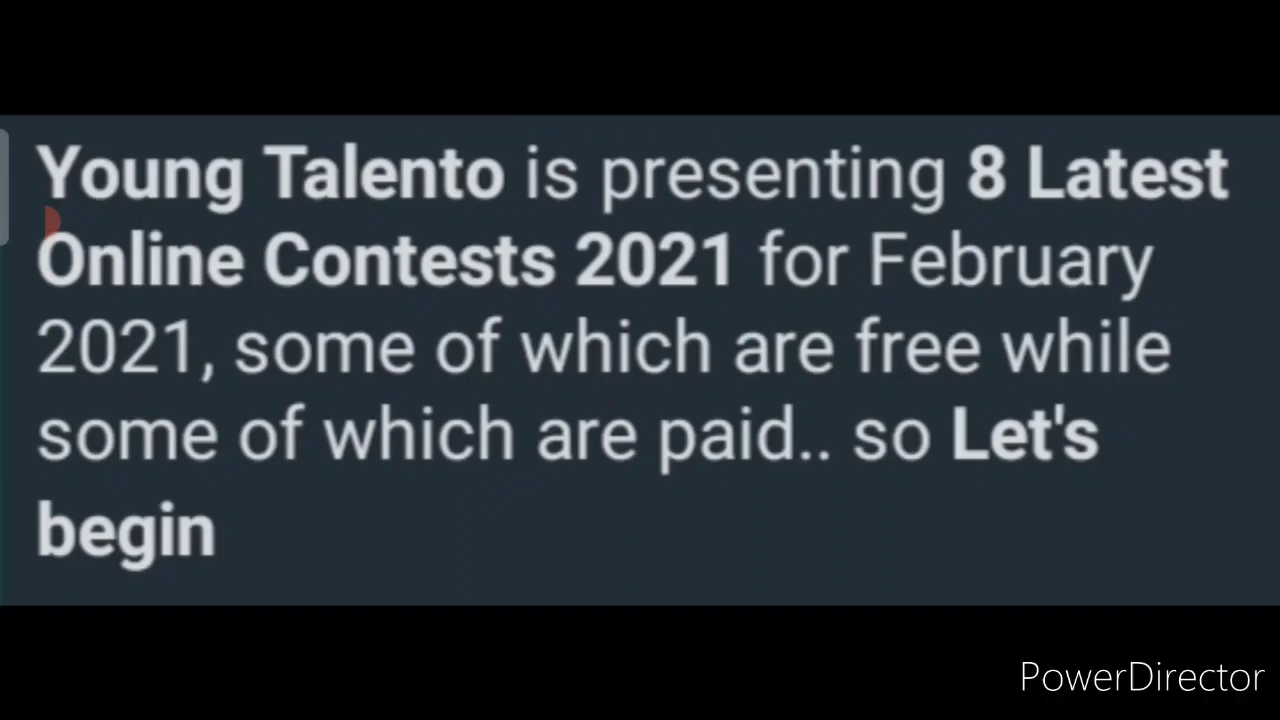 Young Talento is presenting 8 Latest
Online Contests 2021 for February
2021, some of which are free while
some of which are paid.. so Let's
begin
PowerDirector